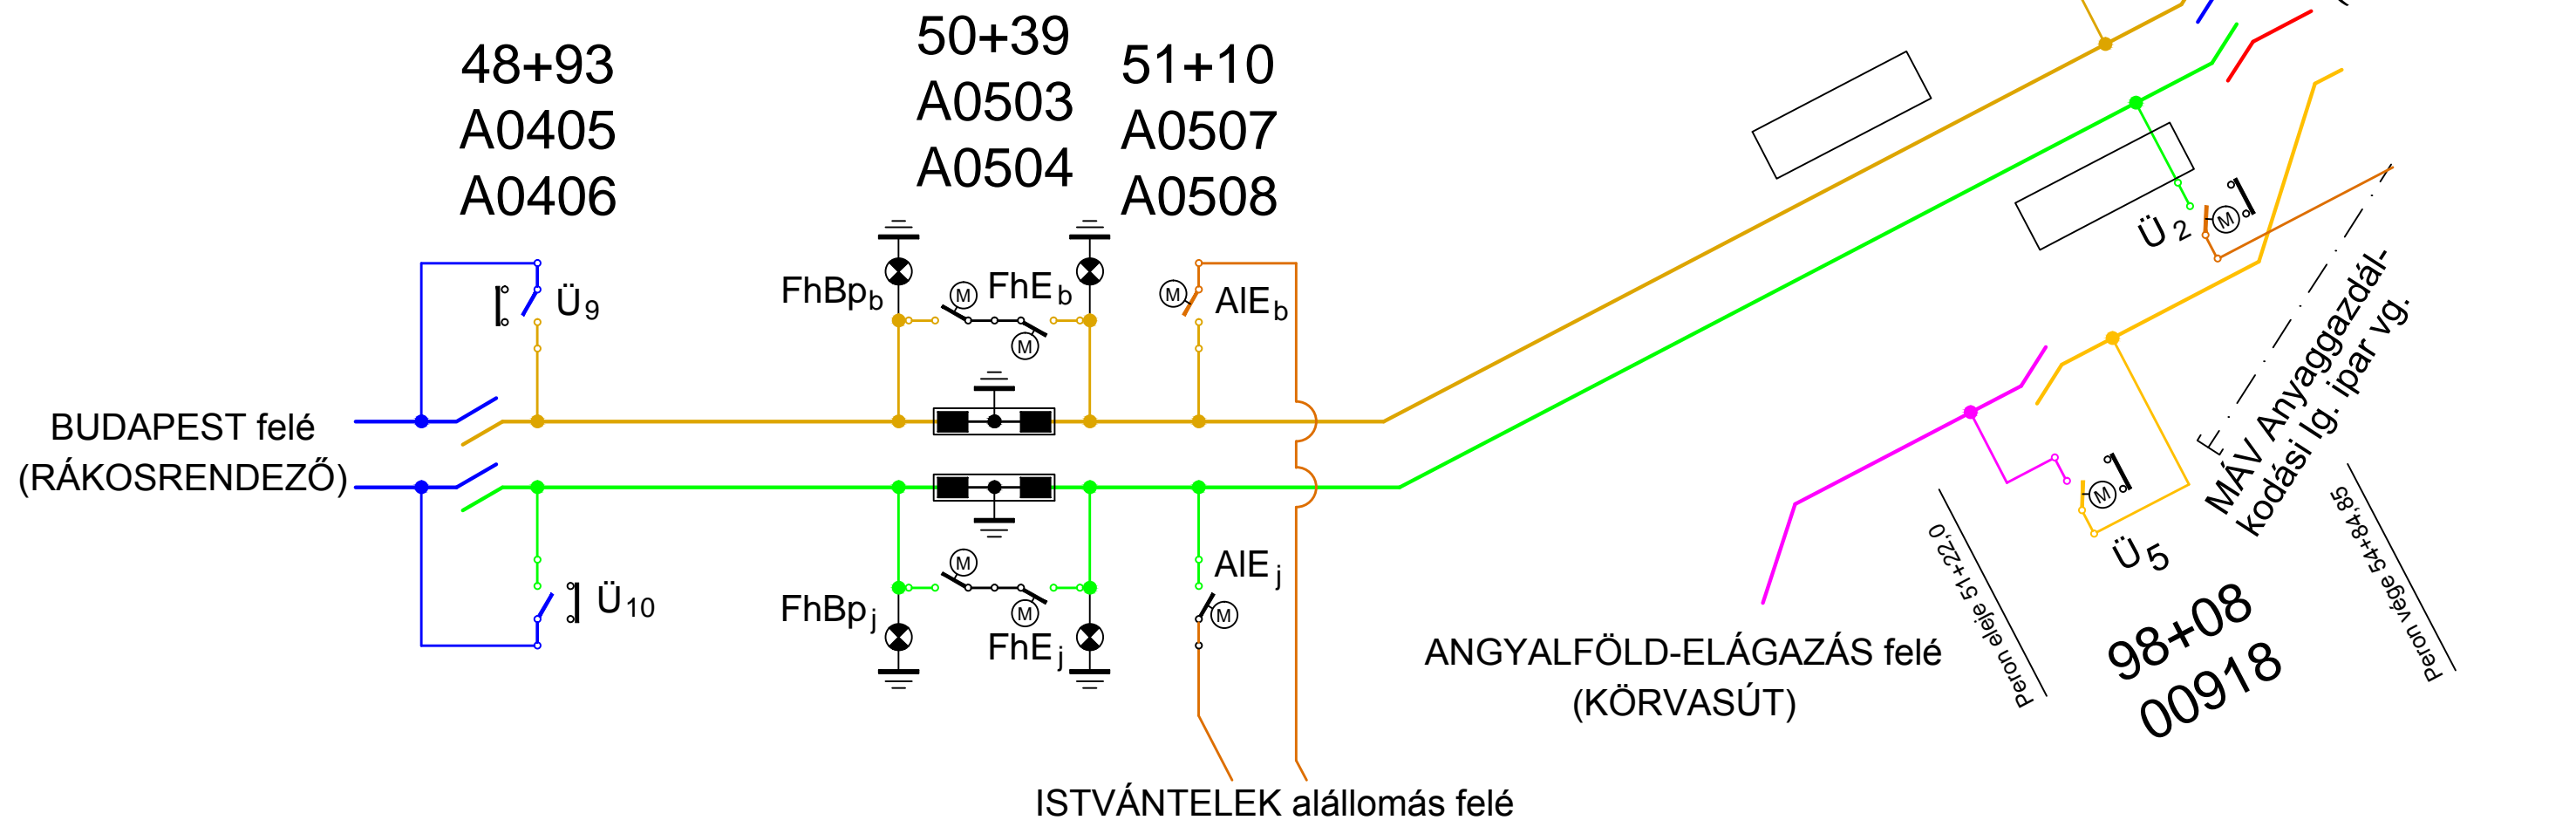 48+93
A0405
A0406
50+39
A0503
A0504
51+10
A0507
A0508
Ü9
FhBpb
M
FhEb
M
M
AlEb
BUDAPEST felé
(RÁKOSRENDEZŐ)
Ü10
FhBpj
M
M
FhEj
AlEj
M
ISTVÁNTELEK alállomás felé
ANGYALFÖLD-ELÁGAZÁS felé
(KÖRVASÚT)
Ü2
M
MÁV Anyaggazdál-
kodási Ig. ipar vg.
M
Ü5
Peron eleje 51+22,0
98+08
00918
Peron vége 54+84,85